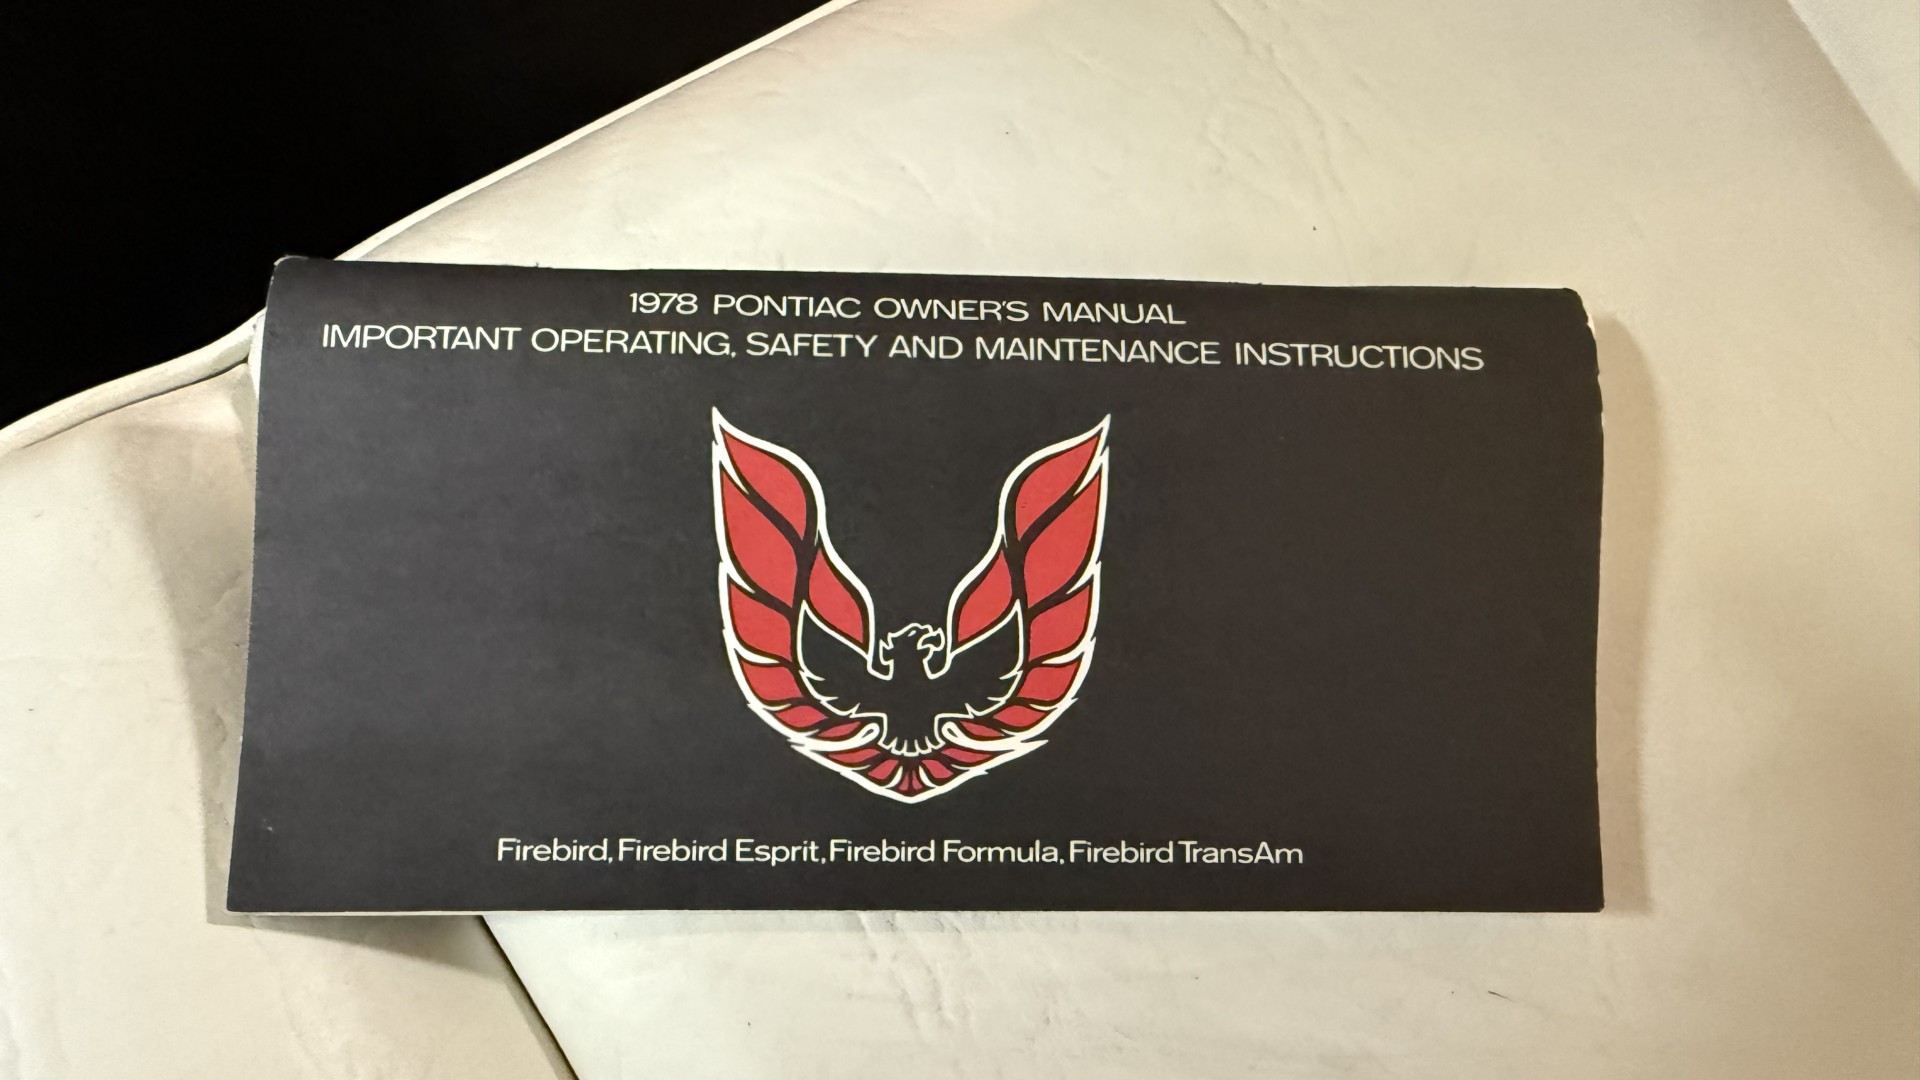 1978 PONTIAC OWNER'S MANUAL
IMPORTANT OPERATING, SAFETY AND MAINTENANCE INSTRUCTIONS
Firebird, Firebird Esprit, Firebird Formula, Firebird TransAm